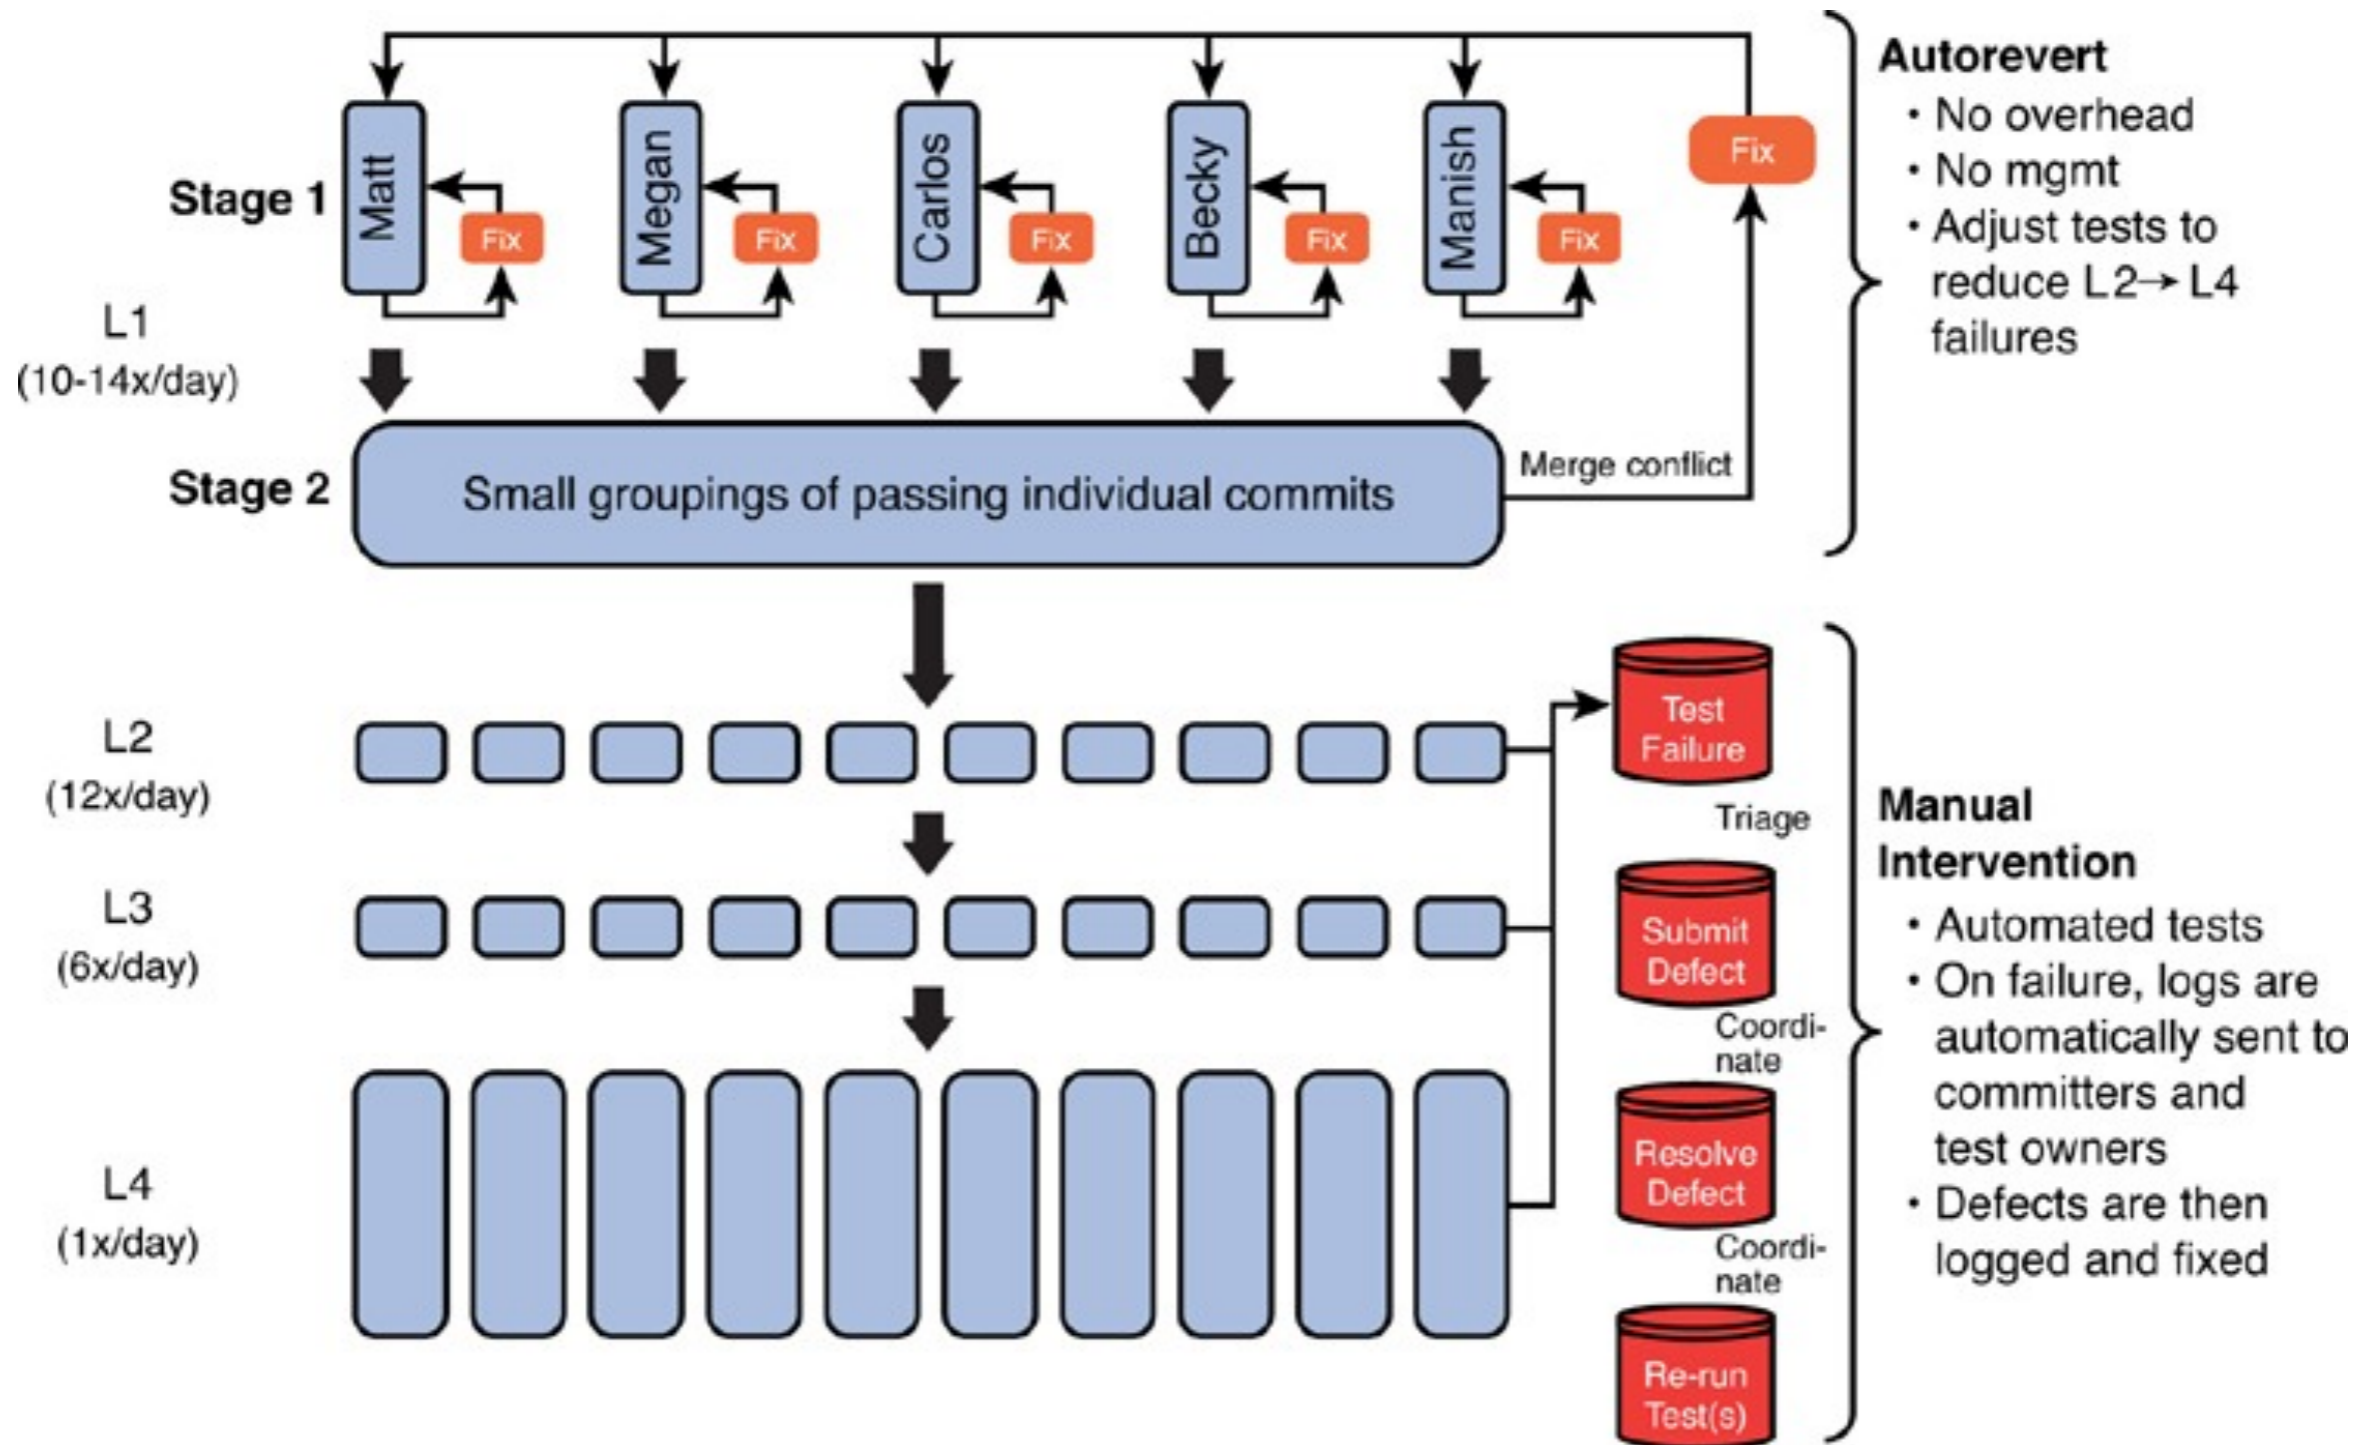 Autorevert
• No overhead
• No mgmt
• Adjust tests to
reduce L2→ L4
failures
Stage 1
Matt
Fix
Megan
Fix
Carlos
Fix
Becky
Fix
Manish
Fix
Fix
L1
(10-14x/day)
Stage 2
Small groupings of passing individual commits
Merge conflict
L2
(12x/day)
L3
(6x/day)
L4
(1x/day)
Test
Failure
Triage
Submit
Defect
Coordi-
nate
Resolve
Defect
Coordi-
nate
Re-run
Test(s)
Manual
Intervention
• Automated tests
• On failure, logs are
automatically sent to
committers and
test owners
• Defects are then
logged and fixed